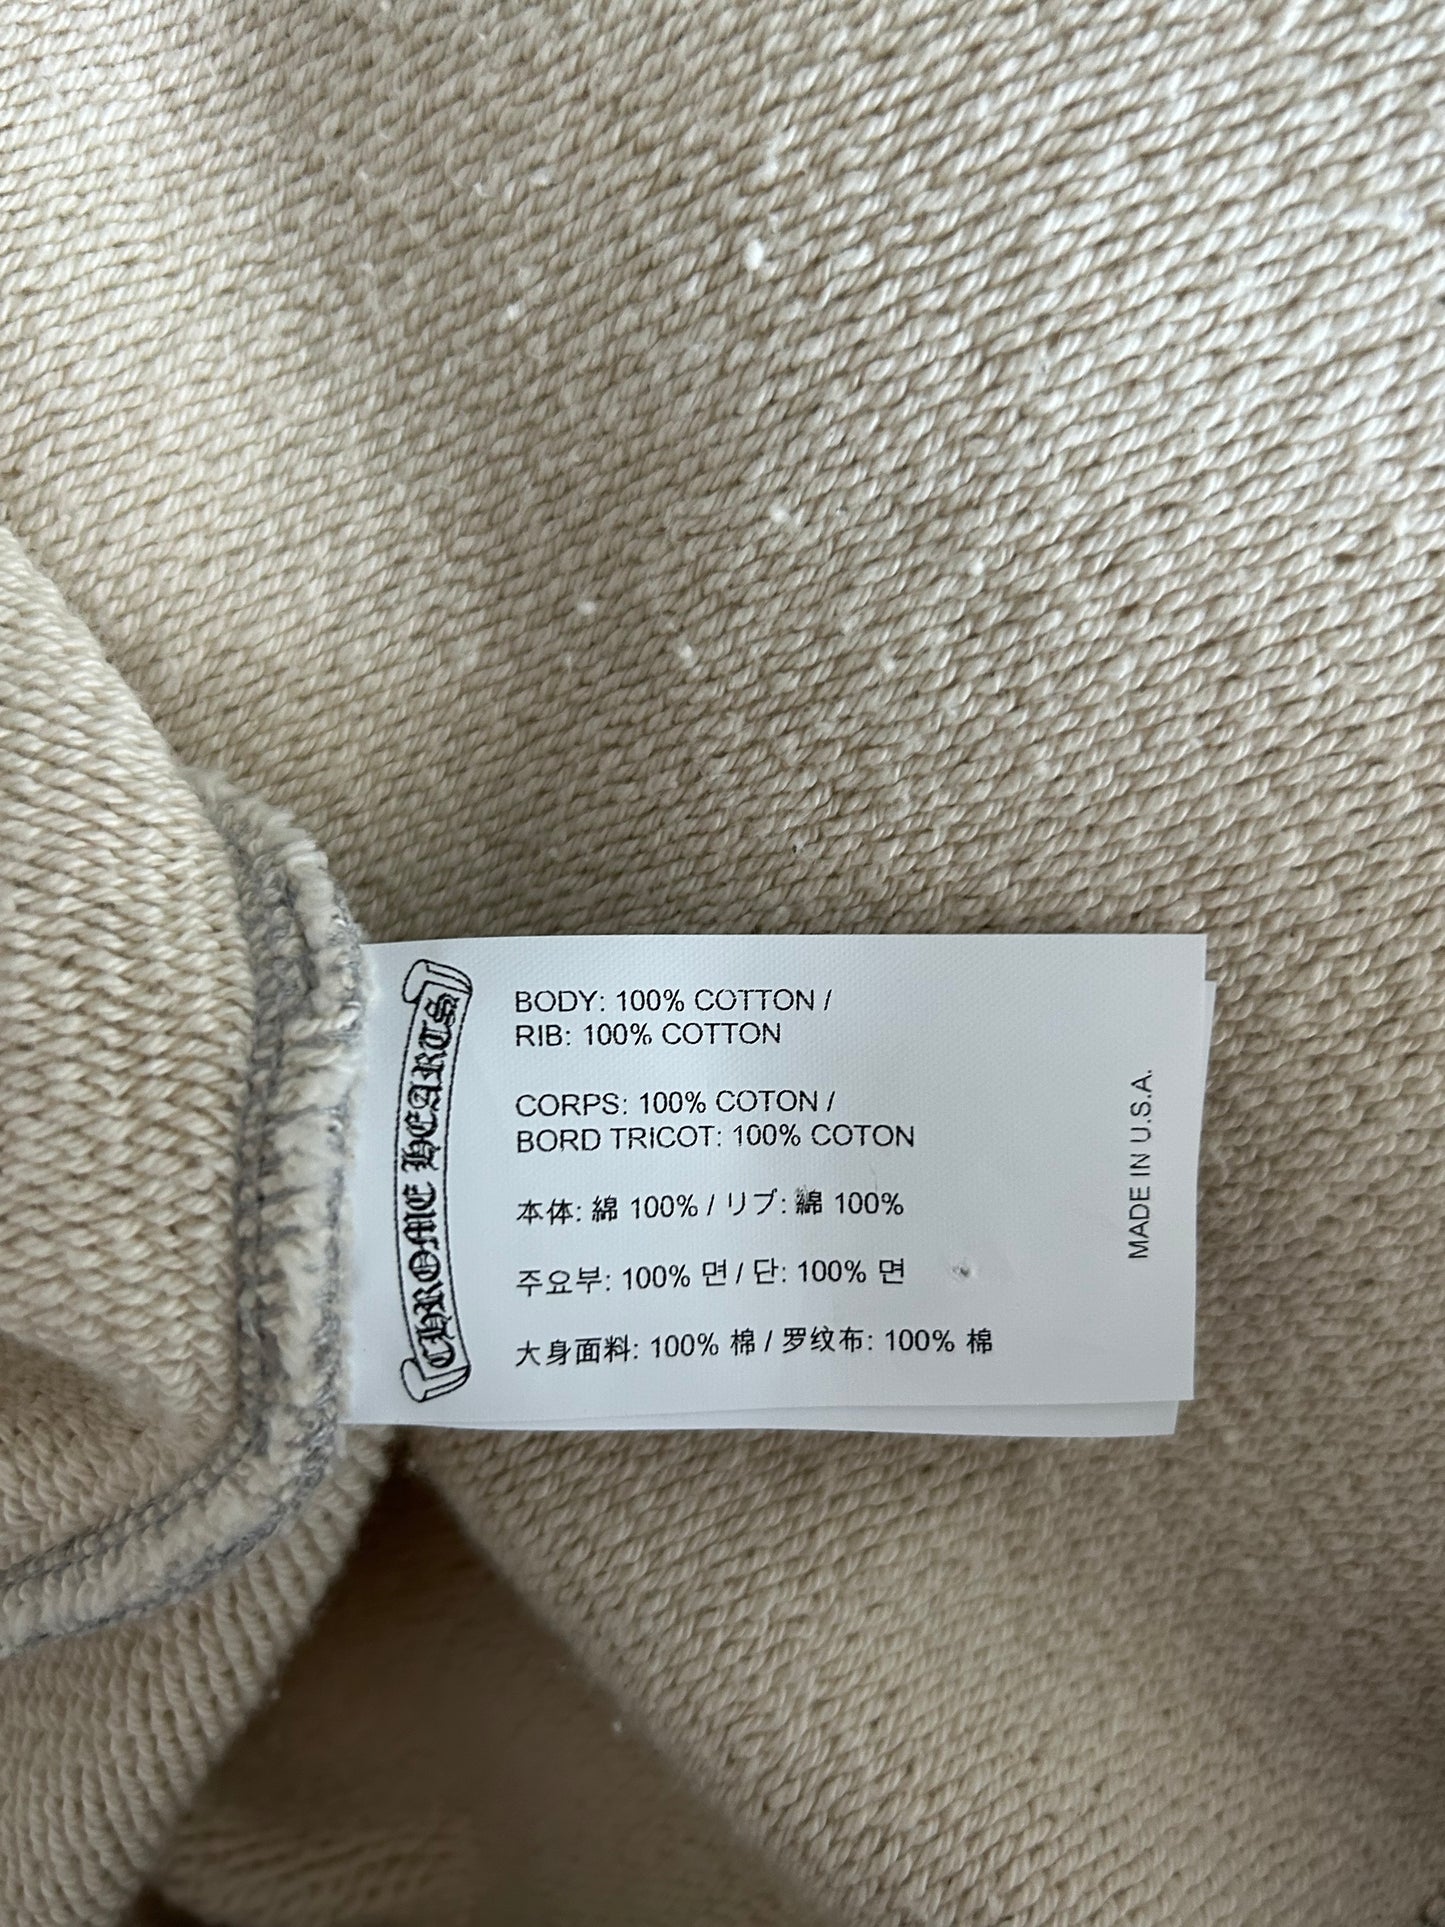 CHROME HEARTS
BODY: 100% COTTON /
RIB: 100% COTTON
CORPS: 100% COTON /
BORD TRICOT: 100% COTON
本体: 綿 100% / リブ: 綿 100%
주요부: 100% 면 / 단: 100% 면
大身面料: 100% 棉 / 罗纹布: 100% 棉
MADE IN U.S.A.